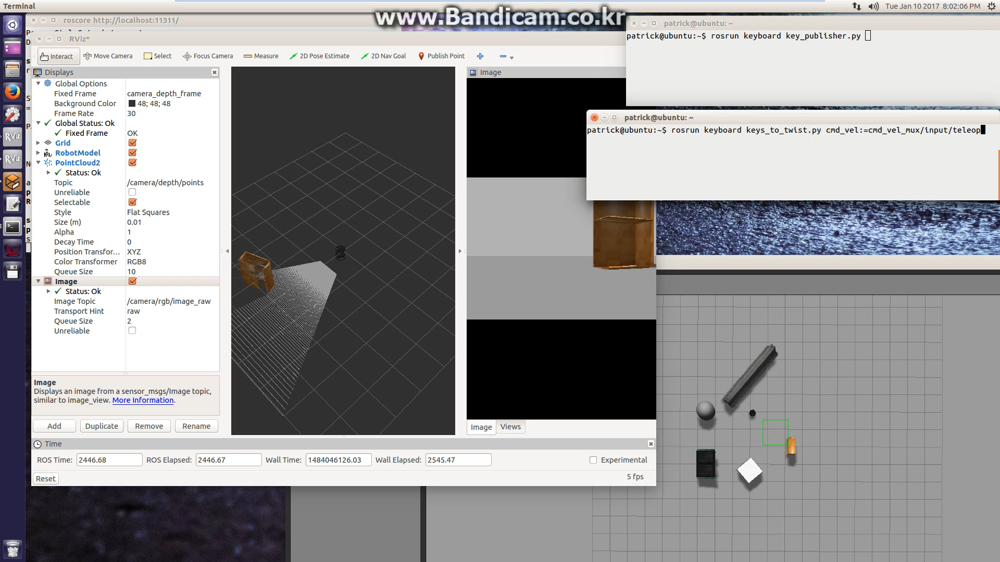 Terminal
Tue Jan 10 2017 8:02:06 PM
www.Bandicam.co.kr
roscore http://localhost:11311/
patrick@ubuntu: ~
patrick@ubuntu:~$ rosrun keyboard key_publisher.py
RViz*
Interact
Move Camera
Select
Focus Camera
Measure
2D Pose Estimate
2D Nav Goal
Publish Point
patrick@ubuntu: ~
patrick@ubuntu:~$ rosrun keyboard keys_to_twist.py cmd_vel:=cmd_vel_mux/input/teleop
Displays
Global Options
Fixed Frame camera_depth_frame
Background Color 48; 48; 48
Frame Rate 30
Global Status: Ok
Fixed Frame OK
Grid
RobotModel
PointCloud2
Status: Ok
Topic /camera/depth/points
Unreliable
Selectable
Style Flat Squares
Size (m) 0.01
Alpha 1
Decay Time 0
Position Transfor... XYZ
Color Transformer RGB8
Queue Size 10
Image
Status: Ok
Image Topic /camera/rgb/image_raw
Transport Hint raw
Queue Size 2
Unreliable
Image
Displays an image from a sensor_msgs/Image topic,
similar to image_view. More Information.
Add
Duplicate
Remove
Rename
Image
Image
Views
Time
ROS Time: 2446.68
ROS Elapsed: 2446.67
Wall Time: 1484046126.03
Wall Elapsed: 2545.47
Experimental
Reset
5 fps
RViz
RViz